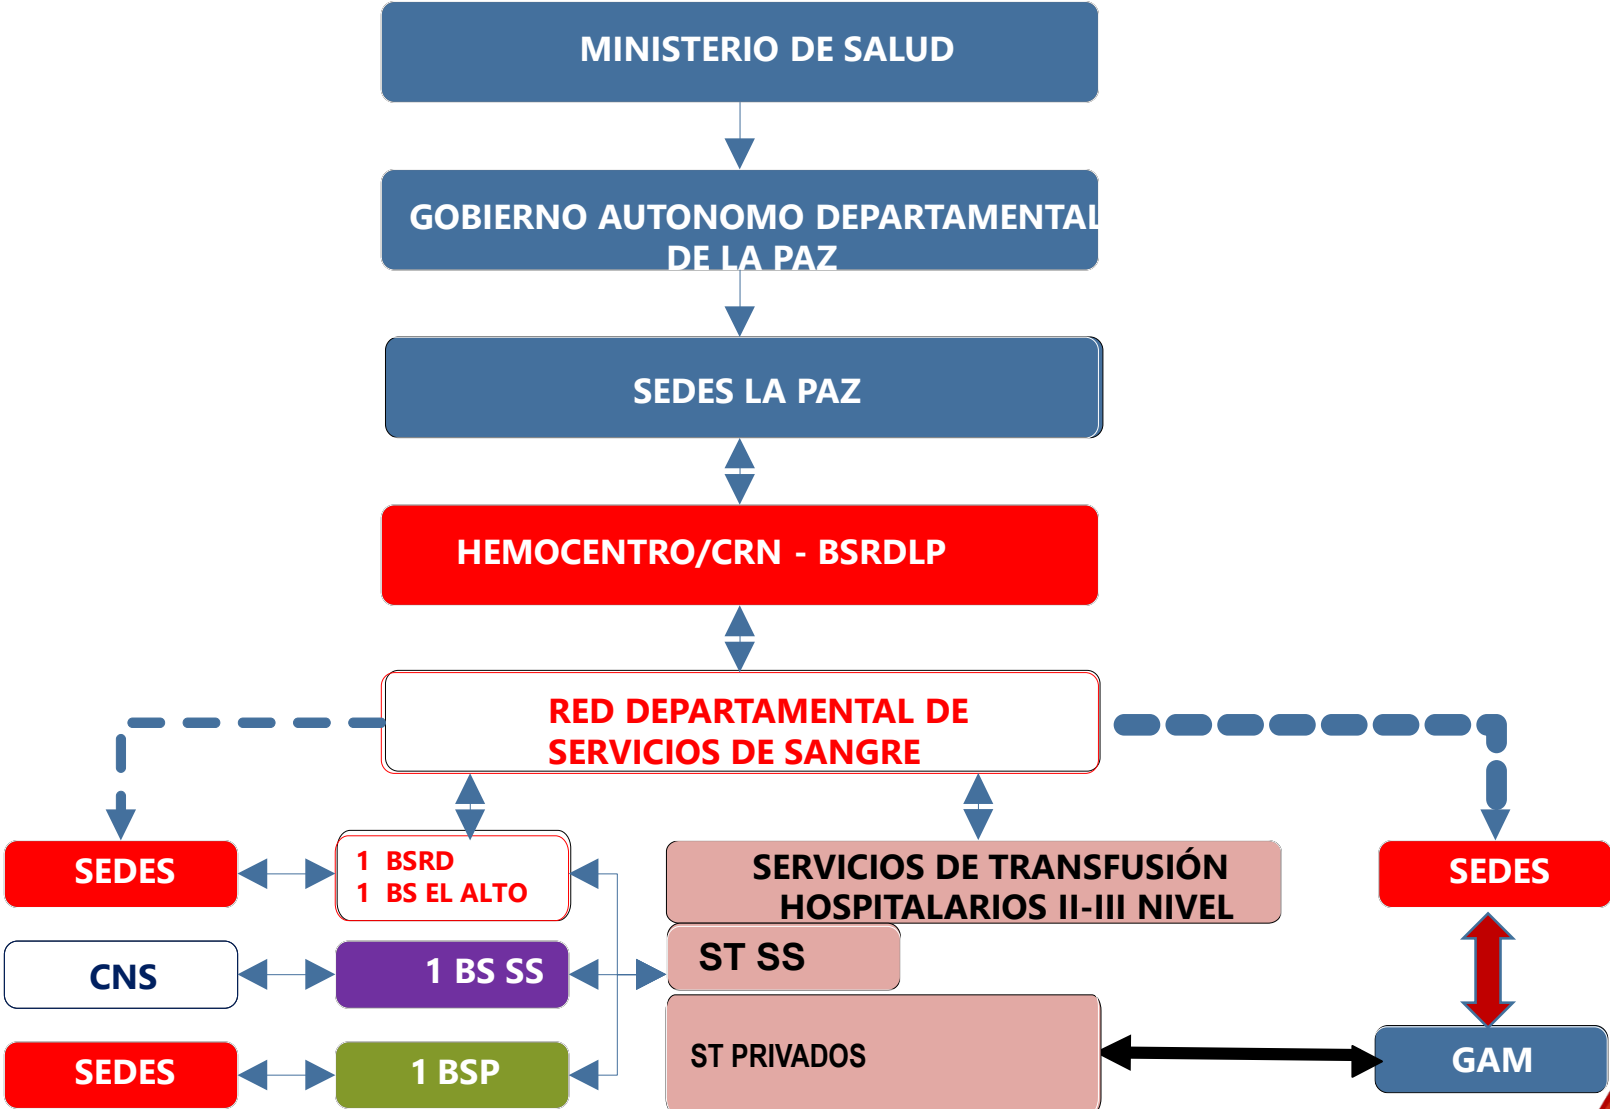 MINISTERIO DE SALUD
GOBIERNO AUTONOMO DEPARTAMENTAL
DE LA PAZ
SEDES LA PAZ
HEMOCENTRO/CRN - BSRDLP
RED DEPARTAMENTAL DE
SERVICIOS DE SANGRE
SEDES
1 BSRD
1 BS EL ALTO
SERVICIOS DE TRANSFUSIÓN
HOSPITALARIOS II-III NIVEL
SEDES
CNS
1 BS SS
ST SS
SEDES
1 BSP
ST PRIVADOS
GAM